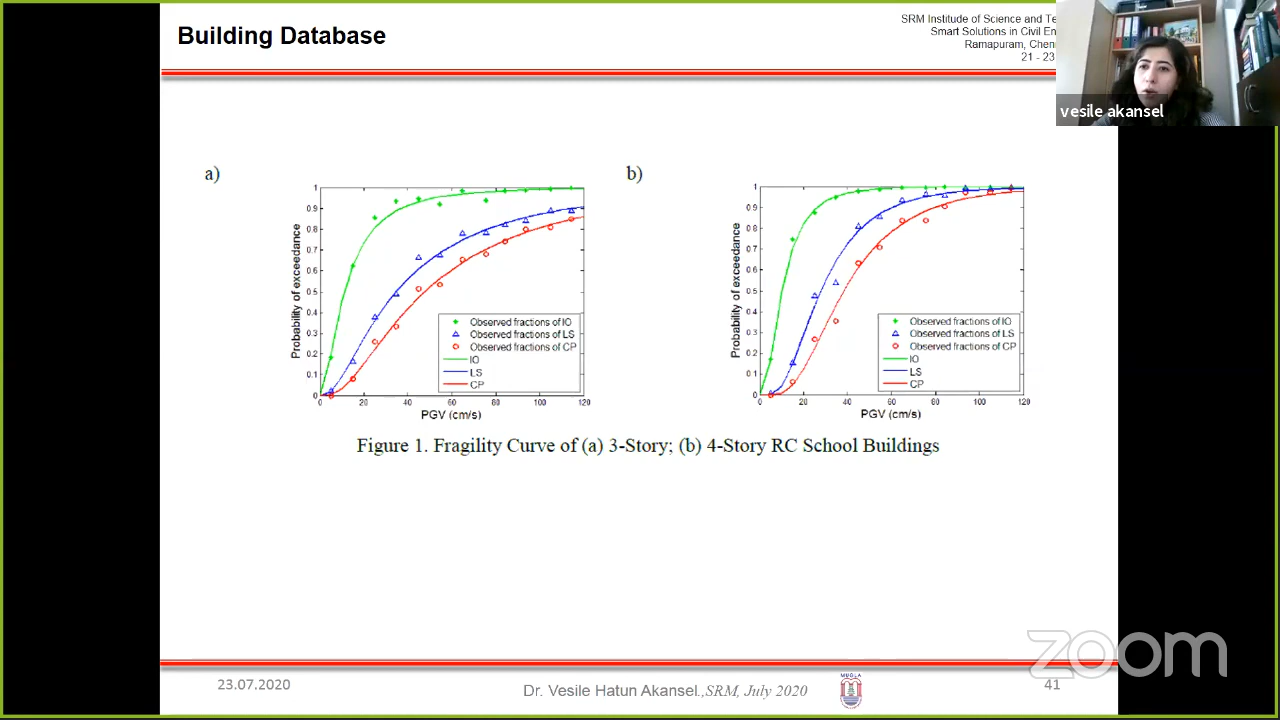 Building Database
SRM Institude of Science and Te
Smart Solutions in Civil En
Ramapuram, Chen
21 - 23
vesile akansel
a)
Probability of exceedance
1
0.9
0.8
0.7
0.6
0.5
0.4
0.3
0.2
0.1
0
0 20 40 60 80 100 120
PGV (cm/s)
Observed fractions of IO
Observed fractions of LS
Observed fractions of CP
IO
LS
CP
b)
Probability of exceedance
1
0.9
0.8
0.7
0.6
0.5
0.4
0.3
0.2
0.1
0
0 20 40 60 80 100 120
PGV (cm/s)
Observed fractions of IO
Observed fractions of LS
Observed fractions of CP
IO
LS
CP
Figure 1. Fragility Curve of (a) 3-Story; (b) 4-Story RC School Buildings
zoom
23.07.2020
Dr. Vesile Hatun Akansel.,SRM, July 2020
MUĞLA
41